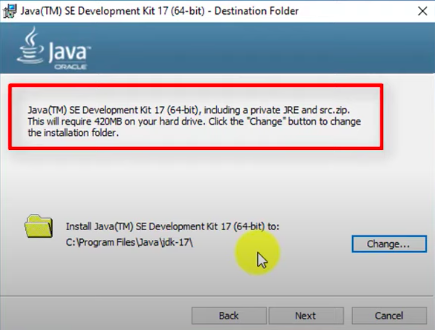 Java(TM) SE Development Kit 17 (64-bit) - Destination Folder
Java
ORACLE
Java(TM) SE Development Kit 17 (64-bit), including a private JRE and src.zip.
This will require 420MB on your hard drive. Click the "Change" button to change
the installation folder.
Install Java(TM) SE Development Kit 17 (64-bit) to:
C:\Program Files\Java\jdk-17\
Change...
Back
Next
Cancel